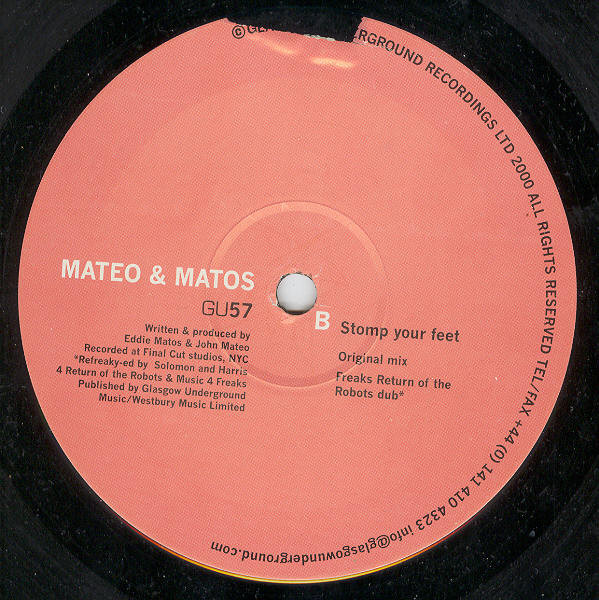 MATEO & MATOS
GU57
Written & produced by
Eddie Matos & John Mateo
Recorded at Final Cut studios, NYC
*Refreaky-ed by Solomon and Harris
4 Return of the Robots & Music 4 Freaks
Published by Glasgow Underground
Music/Westbury Music Limited
B Stomp your feet
Original mix
Freaks Return of the
Robots dub*
RECORDINGS LTD 2000 ALL RIGHTS RESERVED TEL/FAX +44 (0) 141 410 4323 info@glasgowunderground.com